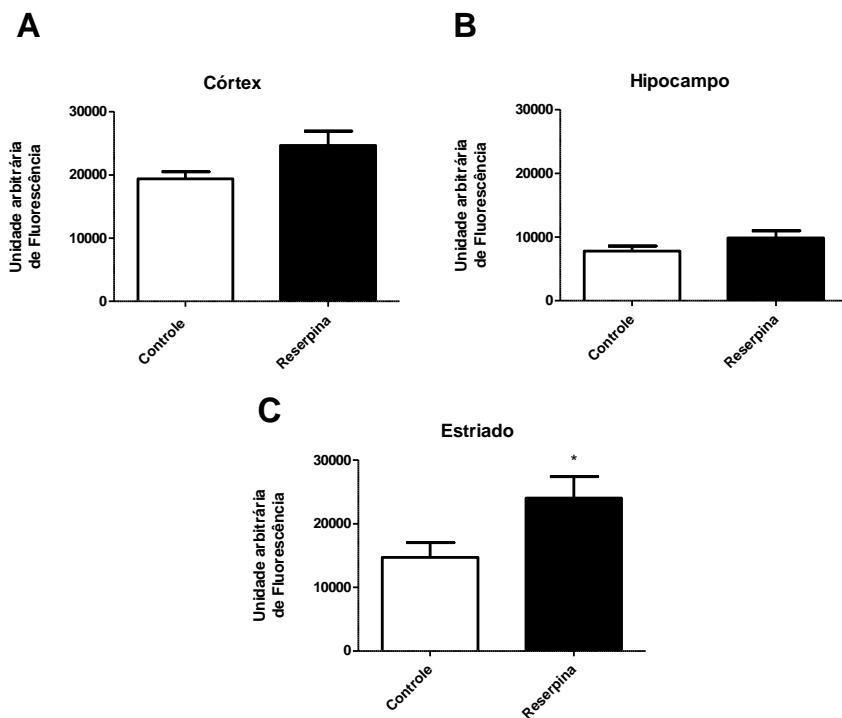 A
Córtex
Unidade arbitrária
de Fluorescência
30000
20000
10000
0
Controle
Reserpina
B
Hipocampo
Unidade arbitrária
de Fluorescência
30000
20000
10000
0
Controle
Reserpina
C
Estriado
Unidade arbitrária
de Fluorescência
30000
20000
10000
0
*
Controle
Reserpina